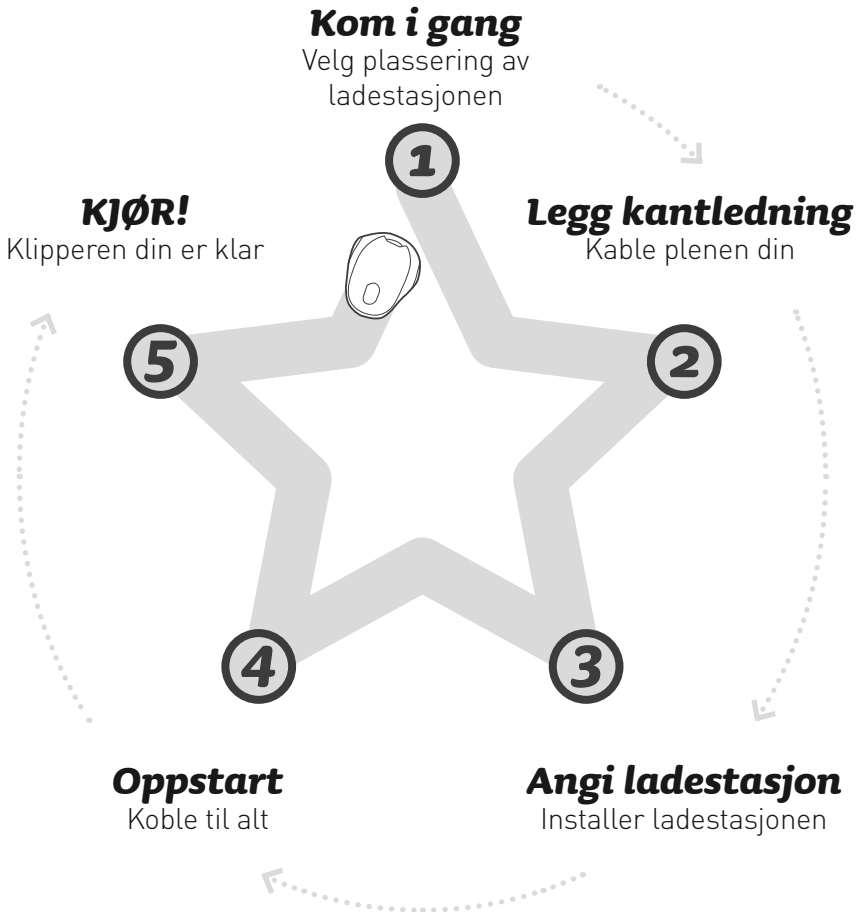 Kom i gang
Velg plassering av
ladestasjonen
1
Legg kantledning
Kable plenen din
2
3
Angi ladestasjon
Installer ladestasjonen
4
Oppstart
Koble til alt
5
KJØR!
Klipperen din er klar